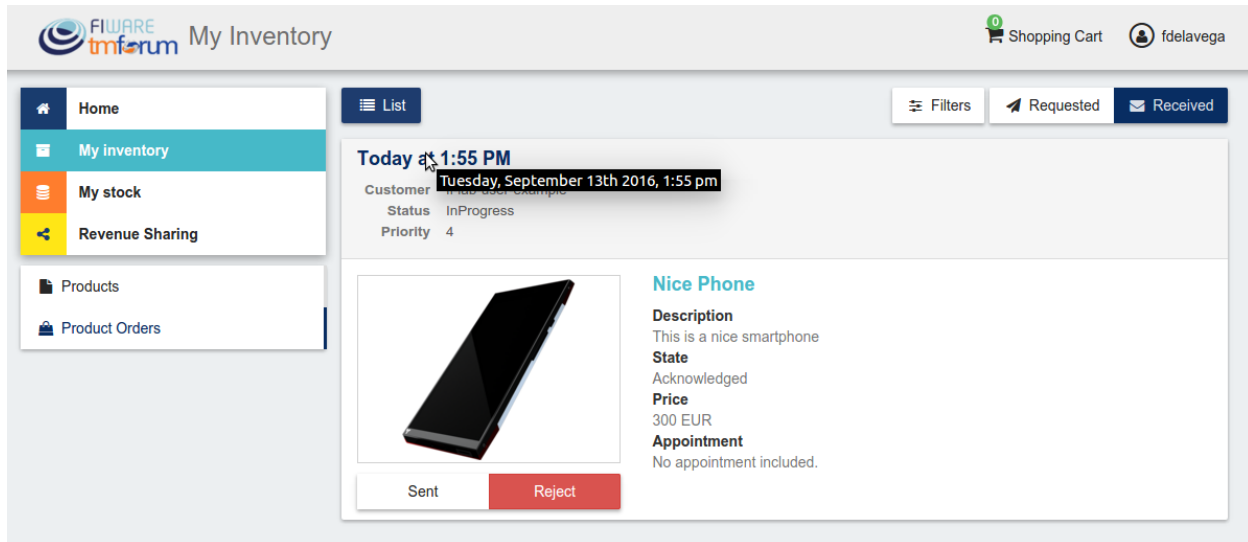 FIWARE
tmforum
My Inventory
0
Shopping Cart
fdelavega
Home
My inventory
My stock
Revenue Sharing
Products
Product Orders
List
Filters
Requested
Received
Today at 1:55 PM
Tuesday, September 13th 2016, 1:55 pm
Customer
Status InProgress
Priority 4
Nice Phone
Description
This is a nice smartphone
State
Acknowledged
Price
300 EUR
Appointment
No appointment included.
Sent
Reject